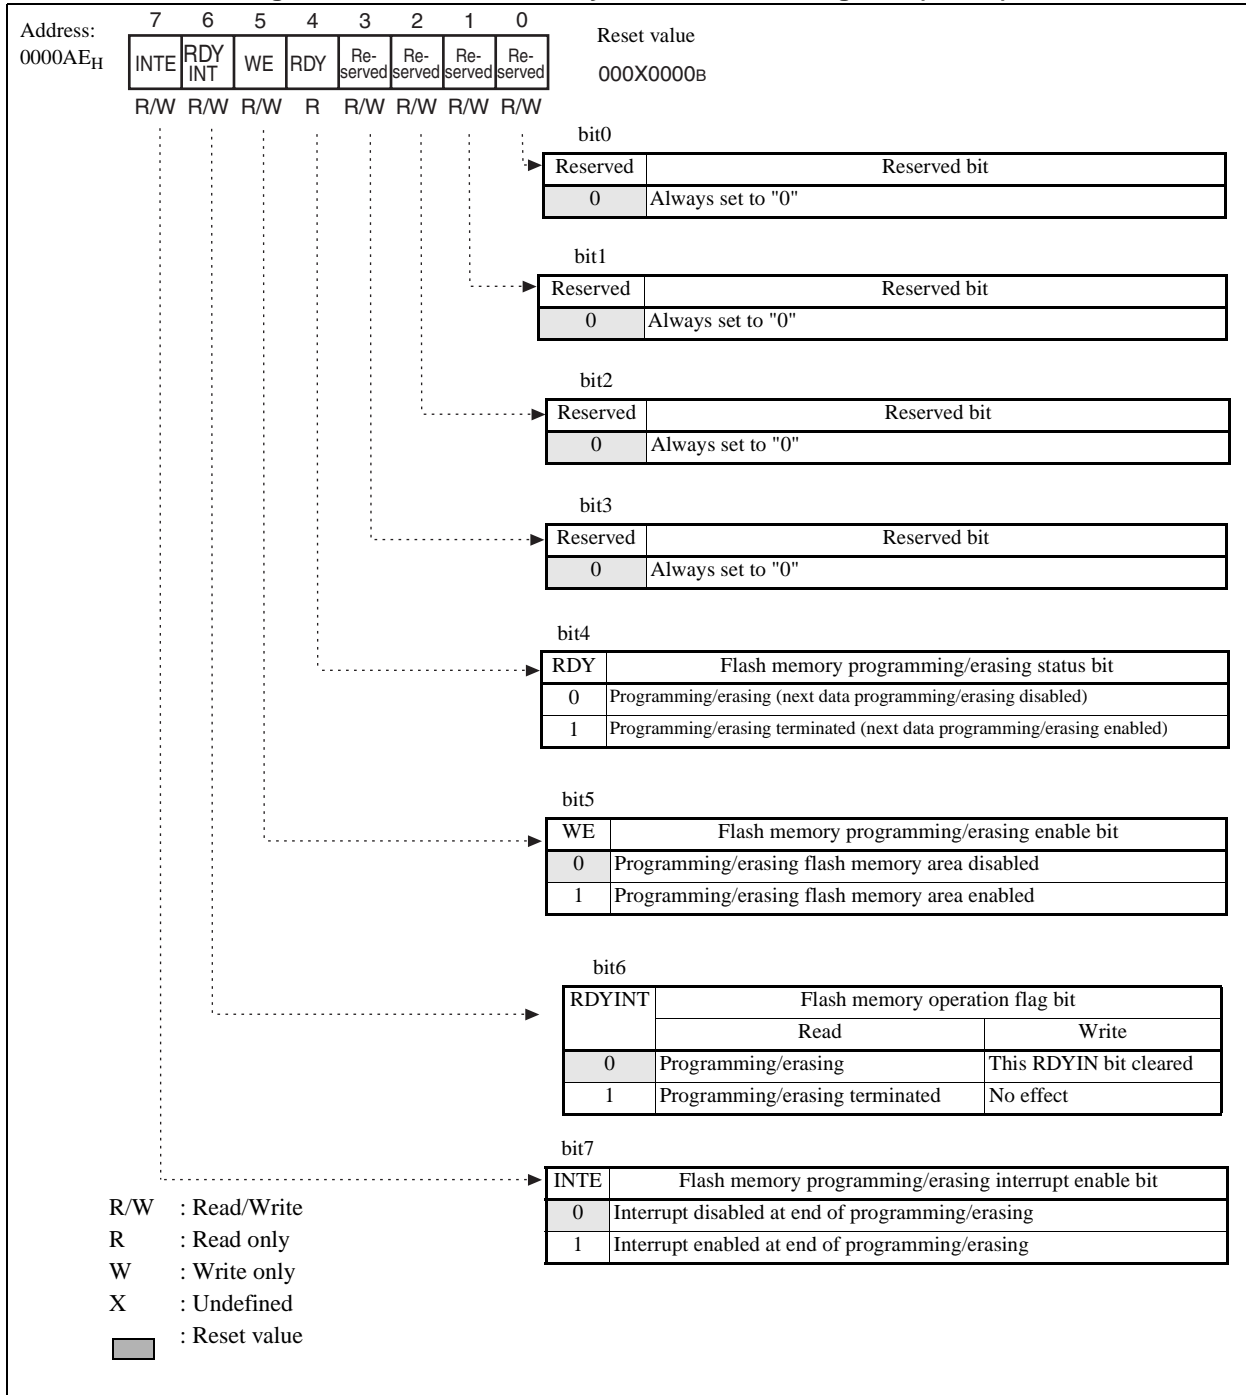 Address:
0000AEH
7 6 5 4 3 2 1 0
INTE RDY INT WE RDY Re-served Re-served Re-served Re-served
R/W R/W R/W R R/W R/W R/W R/W
Reset value
000X0000B
bit0
Reserved Reserved bit
0 Always set to "0"
bit1
Reserved Reserved bit
0 Always set to "0"
bit2
Reserved Reserved bit
0 Always set to "0"
bit3
Reserved Reserved bit
0 Always set to "0"
bit4
RDY Flash memory programming/erasing status bit
0 Programming/erasing (next data programming/erasing disabled)
1 Programming/erasing terminated (next data programming/erasing enabled)
bit5
WE Flash memory programming/erasing enable bit
0 Programming/erasing flash memory area disabled
1 Programming/erasing flash memory area enabled
bit6
RDYINT Flash memory operation flag bit
Read Write
0 Programming/erasing This RDYIN bit cleared
1 Programming/erasing terminated No effect
bit7
INTE Flash memory programming/erasing interrupt enable bit
0 Interrupt disabled at end of programming/erasing
1 Interrupt enabled at end of programming/erasing
R/W : Read/Write
R : Read only
W : Write only
X : Undefined
: Reset value